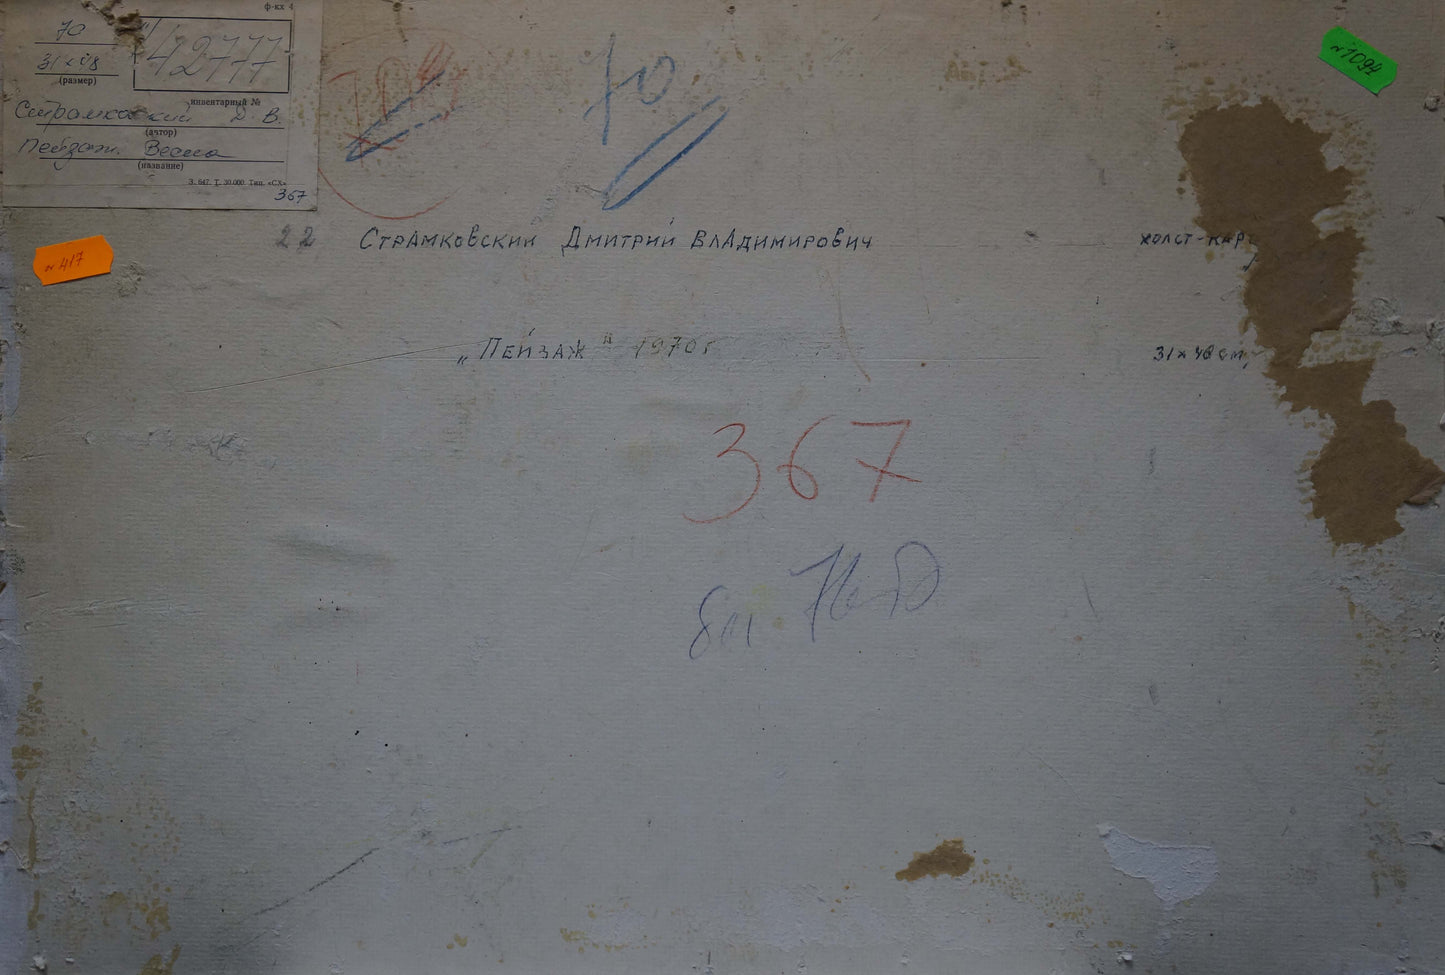 ф-кх 4
70
42777
31×48
(размер)
инвентарный №
Страмковский Д. В.
(автор)
Пейзаж. Весна
(название)
З. 647. Т. 30.000. Тип. «СХ»
367
70
№1094
№417
22 Страмковский Дмитрий Владимирович
холст-карт
„Пейзаж" 1970г
31×48 см,
367